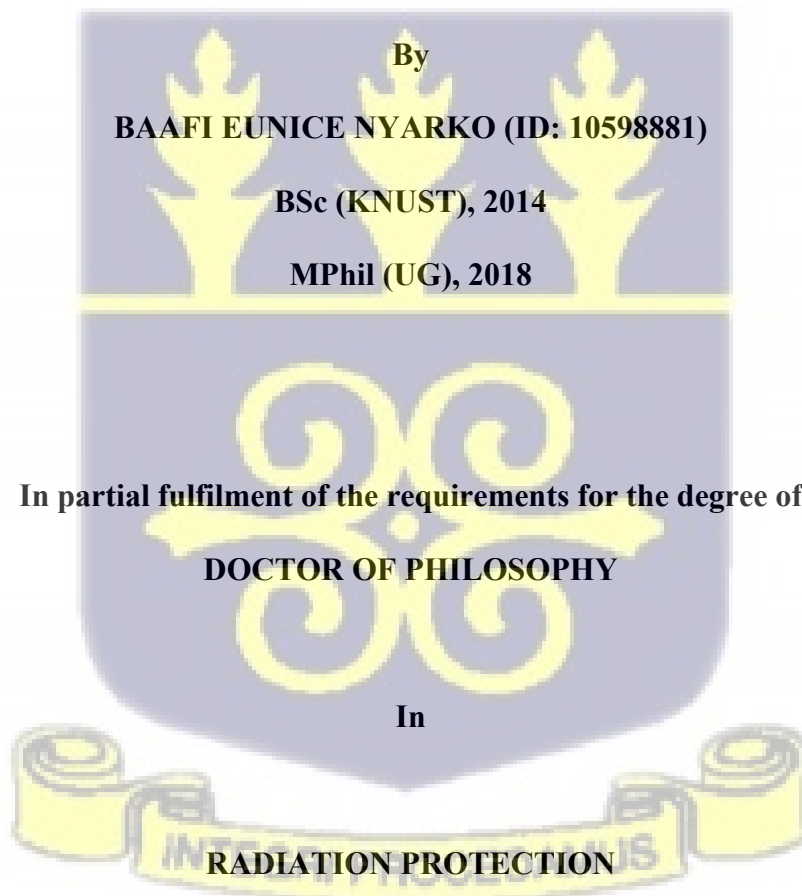 By
BAAFI EUNICE NYARKO (ID: 10598881)
BSc (KNUST), 2014
MPhil (UG), 2018
In partial fulfilment of the requirements for the degree of
DOCTOR OF PHILOSOPHY
In
RADIATION PROTECTION